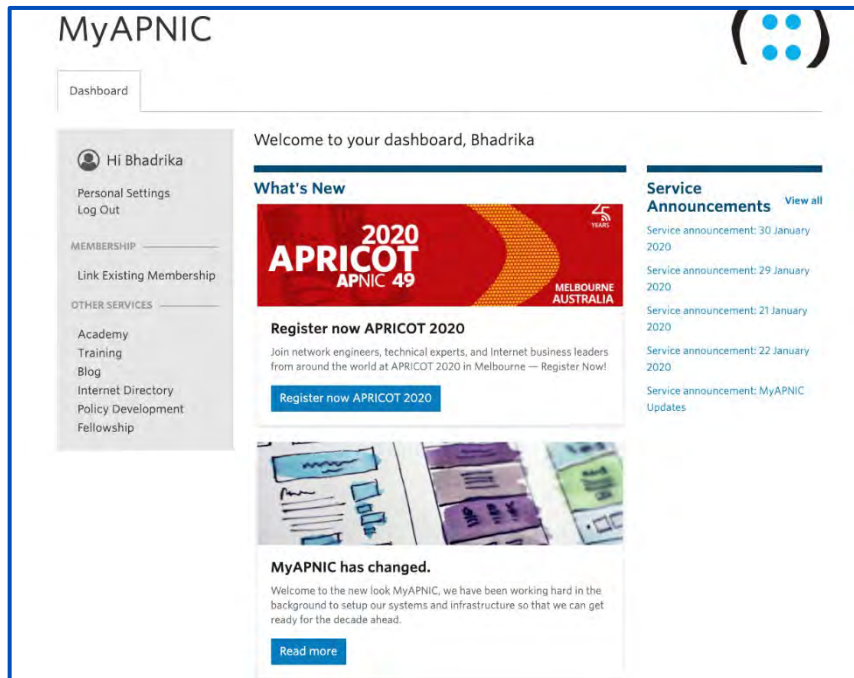 MyAPNIC
Dashboard
Hi Bhadrika
Personal Settings
Log Out
MEMBERSHIP
Link Existing Membership
OTHER SERVICES
Academy
Training
Blog
Internet Directory
Policy Development
Fellowship
Welcome to your dashboard, Bhadrika
What's New
2020
APRICOT
APNIC 49
25
YEARS
MELBOURNE
AUSTRALIA
Register now APRICOT 2020
Join network engineers, technical experts, and Internet business leaders
from around the world at APRICOT 2020 in Melbourne — Register Now!
Register now APRICOT 2020
MyAPNIC has changed.
Welcome to the new look MyAPNIC, we have been working hard in the
background to setup our systems and infrastructure so that we can get
ready for the decade ahead.
Read more
Service
Announcements View all
Service announcement: 30 January
2020
Service announcement: 29 January
2020
Service announcement: 21 January
2020
Service announcement: 22 January
2020
Service announcement: MyAPNIC
Updates